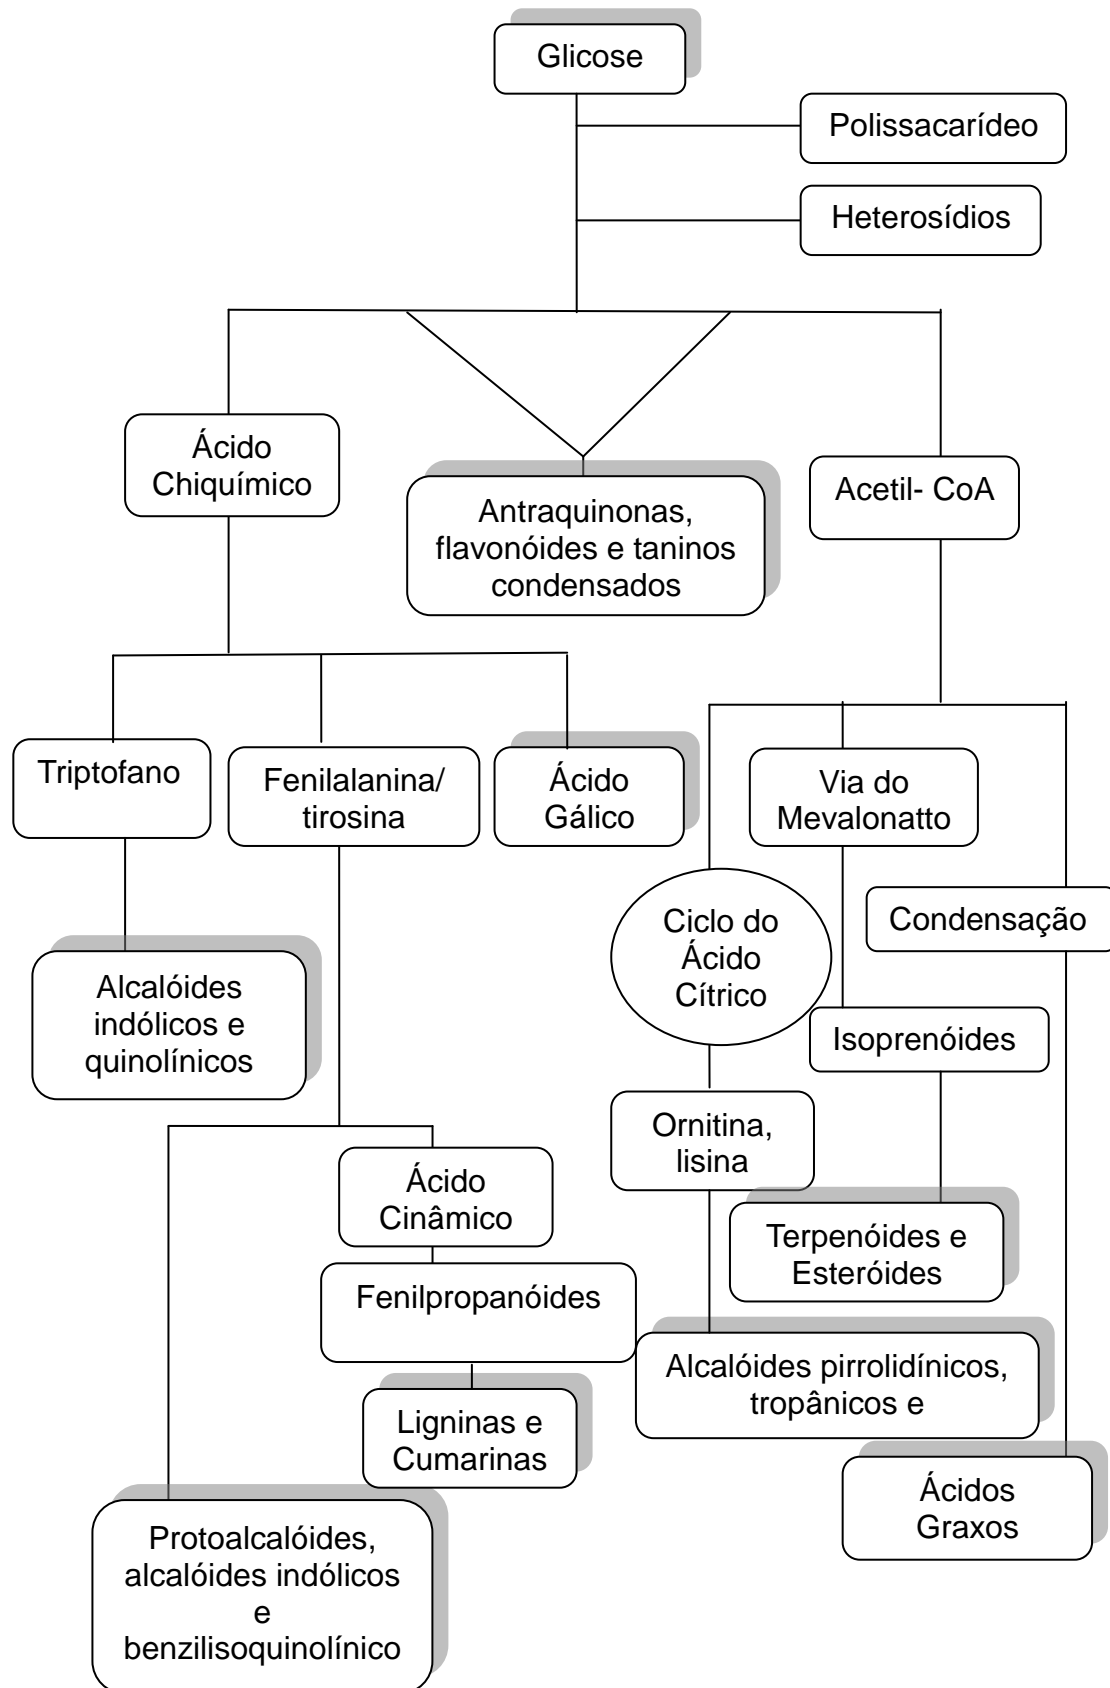 Glicose
Polissacarídeo
Heterosídios
Ácido
Chiquímico
Antraquinonas,
flavonóides e taninos
condensados
Acetil- CoA
Triptofano
Fenilalanina/
tirosina
Ácido
Gálico
Via do
Mevalonatto
Ciclo do
Ácido
Cítrico
Condensação
Alcalóides
indólicos e
quinolínicos
Isoprenóides
Ornitina,
lisina
Ácido
Cinâmico
Terpenóides e
Esteróides
Fenilpropanóides
Alcalóides pirrolidínicos,
tropânicos e
Ligninas e
Cumarinas
Ácidos
Graxos
Protoalcalóides,
alcalóides indólicos
e
benzilisoquinolínico